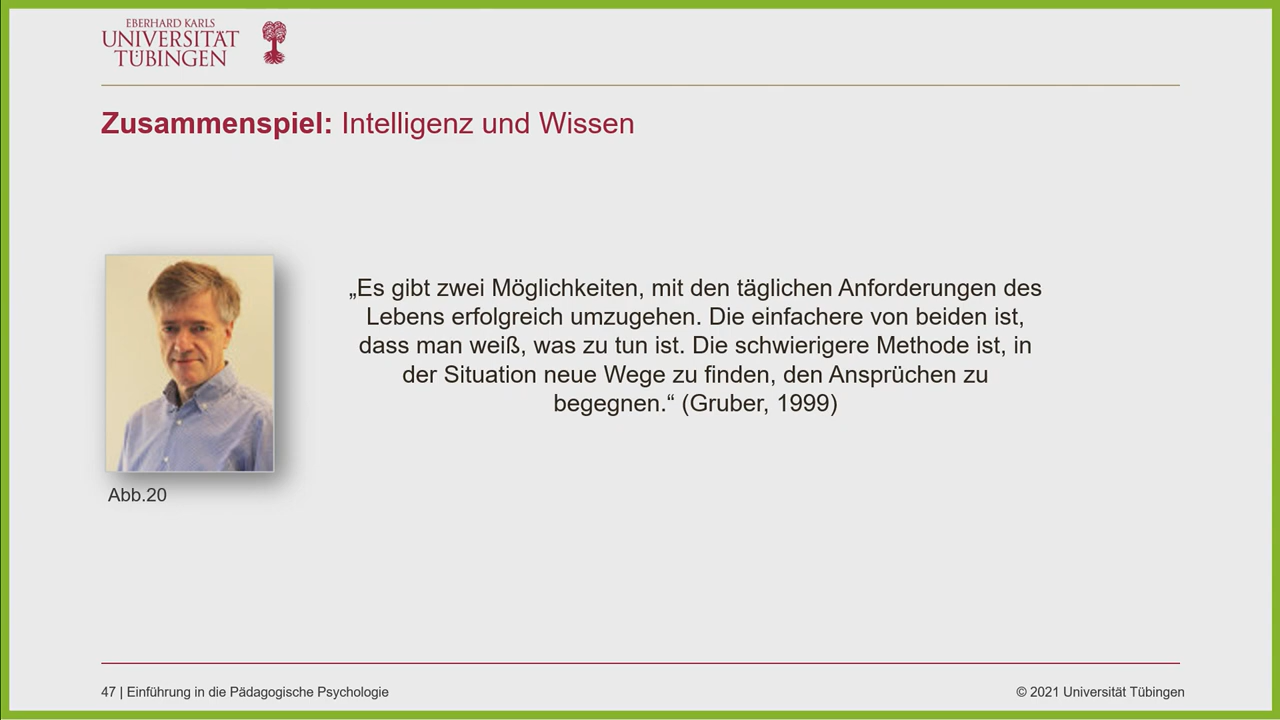 EBERHARD KARLS
UNIVERSITÄT
TÜBINGEN
Zusammenspiel: Intelligenz und Wissen
„Es gibt zwei Möglichkeiten, mit den täglichen Anforderungen des
Lebens erfolgreich umzugehen. Die einfachere von beiden ist,
dass man weiß, was zu tun ist. Die schwierigere Methode ist, in
der Situation neue Wege zu finden, den Ansprüchen zu
begegnen.“ (Gruber, 1999)
Abb.20
47 | Einführung in die Pädagogische Psychologie
© 2021 Universität Tübingen